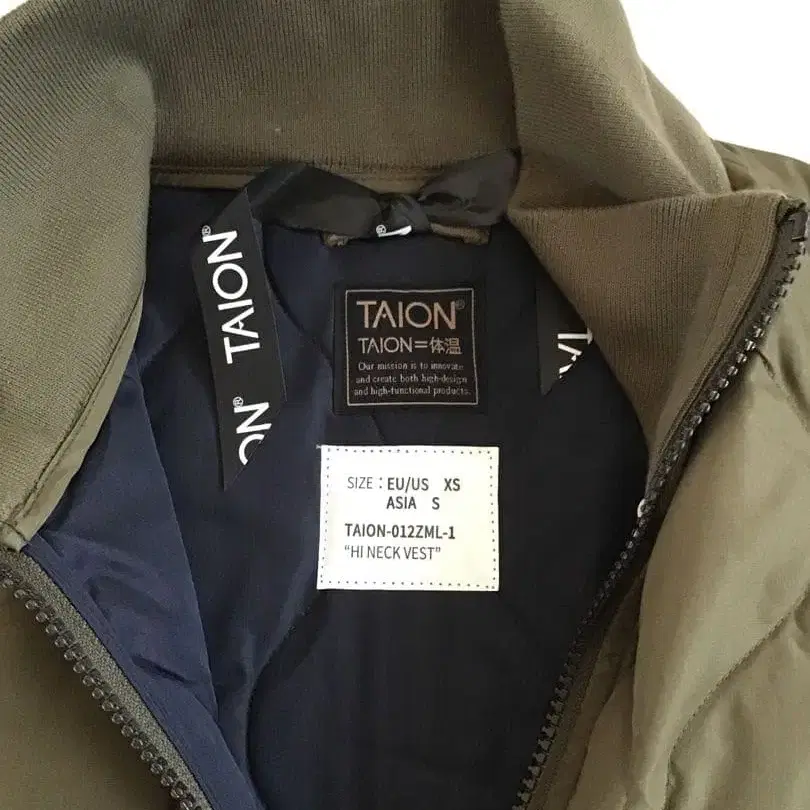 TAION®
TAION®
ON®
TAION®
TAION=体温
Our mission is to innovate
and create both high-design
and high-functional products.
SIZE : EU/US XS
ASIA S
TAION-012ZML-1
“HI NECK VEST”